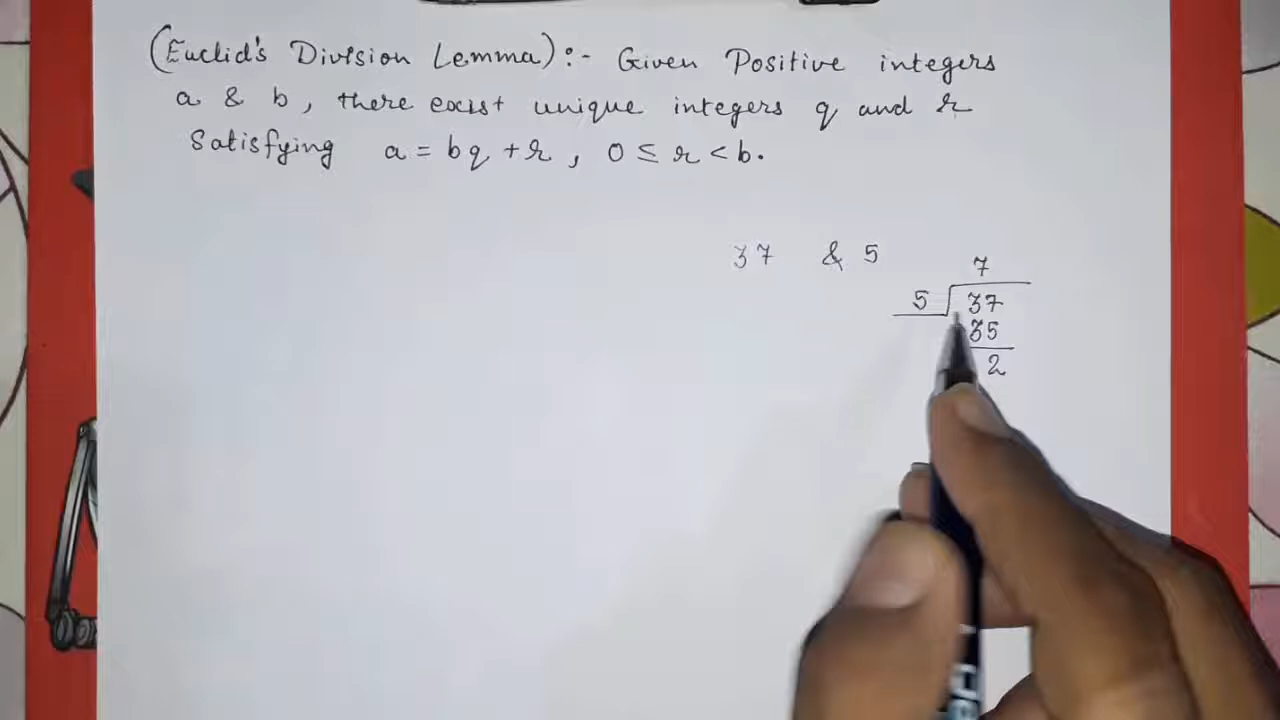 (Euclid's Division Lemma):- Given Positive integers
a & b, there exist unique integers q and r
Satisfying a = bq + r, 0 ≤ r < b.
37 & 5
7
5 37
35
2